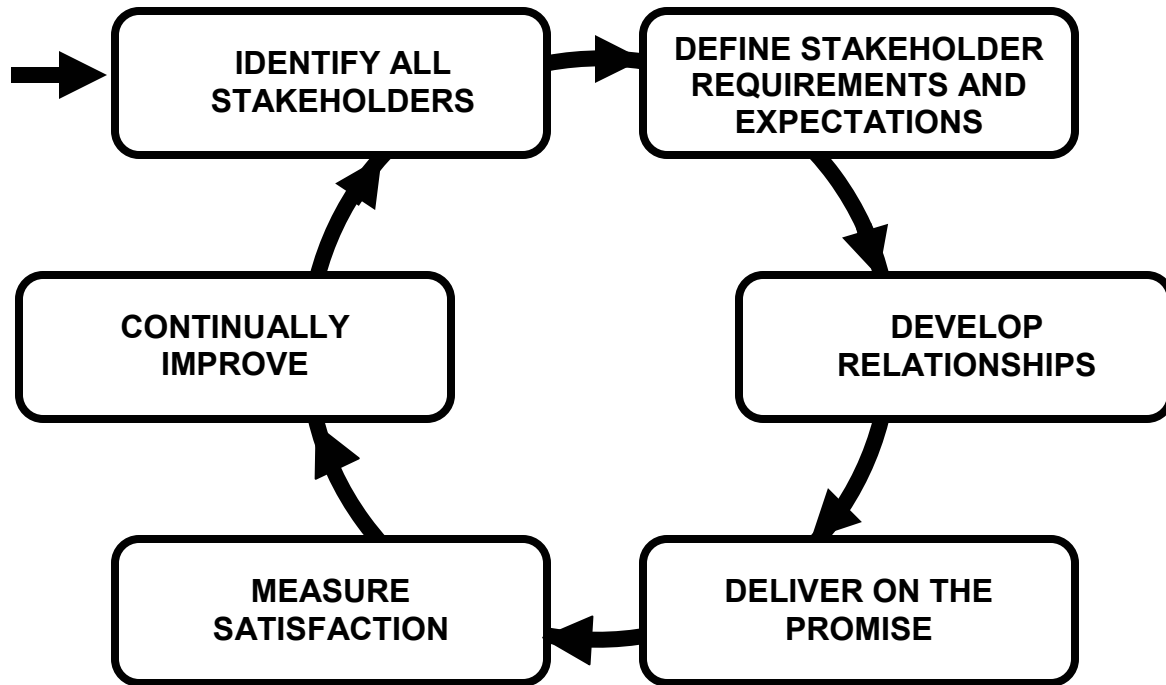 IDENTIFY ALL
STAKEHOLDERS
DEFINE STAKEHOLDER
REQUIREMENTS AND
EXPECTATIONS
DEVELOP
RELATIONSHIPS
DELIVER ON THE
PROMISE
MEASURE
SATISFACTION
CONTINUALLY
IMPROVE